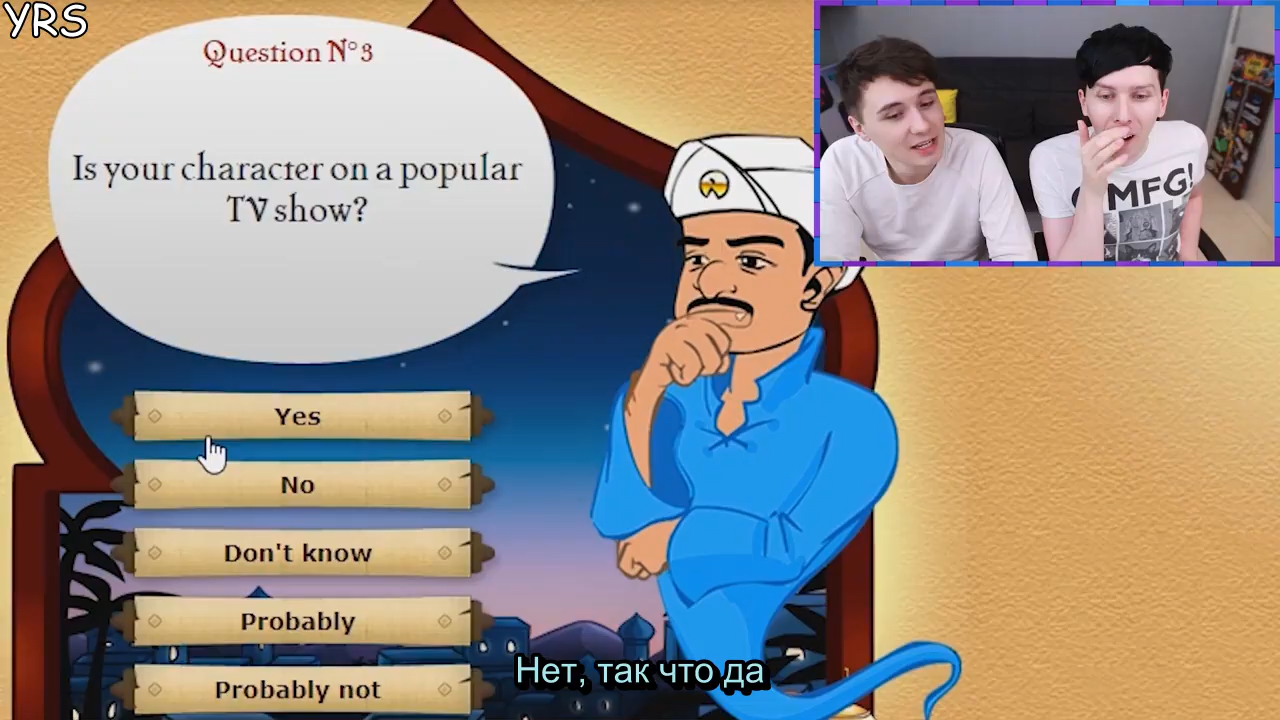 YRS
Question N°3
Is your character on a popular
TV show?
Yes
No
Don't know
Probably
Probably not
OMFG!
Нет, так что да